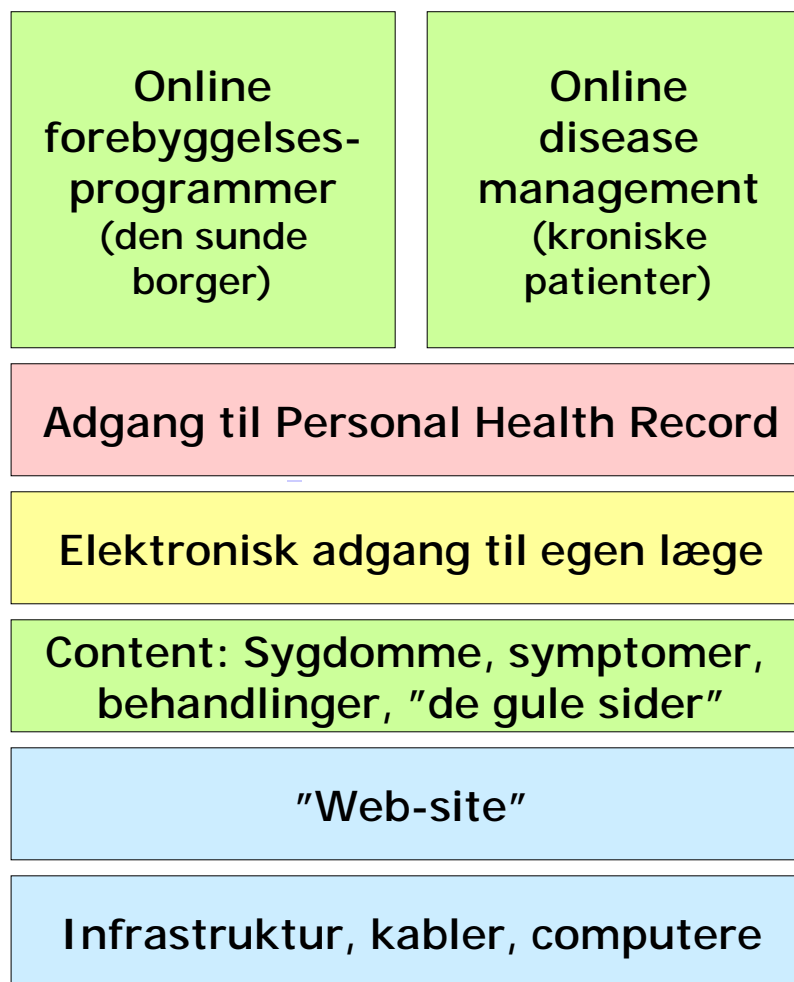 Online
forebyggelses-
programmer
(den sunde
borger)
Online
disease
management
(kroniske
patienter)
Adgang til Personal Health Record
Elektronisk adgang til egen læge
Content: Sygdomme, symptomer,
behandlinger, ”de gule sider”
”Web-site”
Infrastruktur, kabler, computere